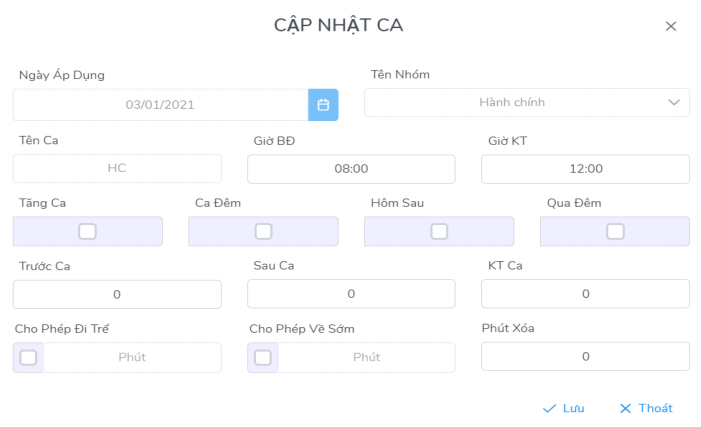 CẬP NHẬT CA
Ngày Áp Dụng
Tên Nhóm
03/01/2021
Hành chính
Tên Ca
Giờ BĐ
Giờ KT
HC
08:00
12:00
Tăng Ca
Ca Đêm
Hôm Sau
Qua Đêm
Trước Ca
Sau Ca
KT Ca
0
0
0
Cho Phép Đi Trể
Cho Phép Về Sớm
Phút Xóa
Phút
Phút
0
Lưu
Thoát